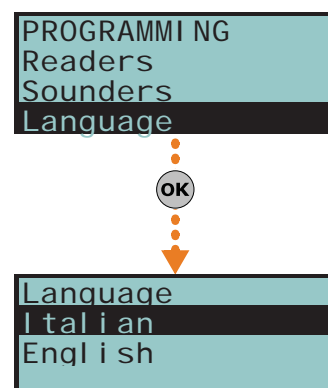 PROGRAMMING
Readers
Sounders
Language
OK
Language
Italian
English